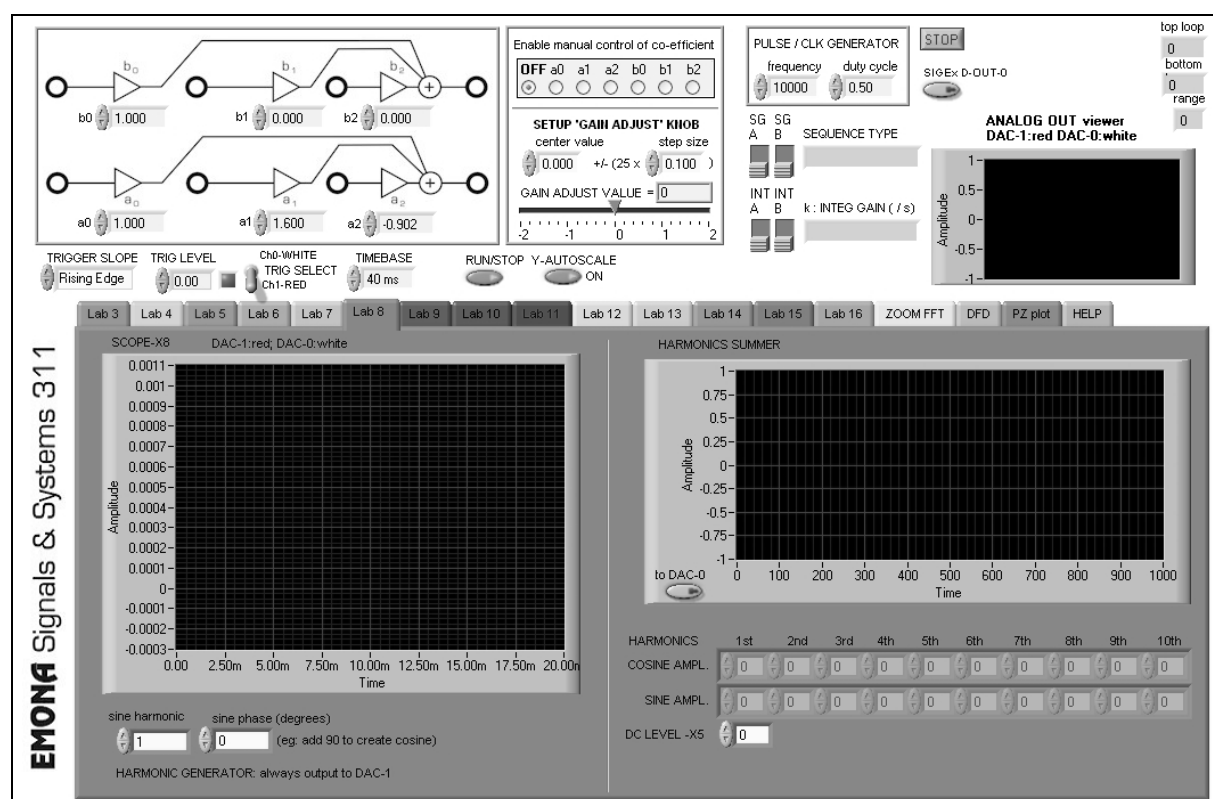 b0
b1
b2
b0 1.000
b1 0.000
b2 0.000
a0
a1
a2
a0 1.000
a1 1.600
a2 -0.902
Enable manual control of co-efficient
OFF a0 a1 a2 b0 b1 b2
SETUP 'GAIN ADJUST' KNOB
center value step size
0.000 +/- (25 x 0.100 )
GAIN ADJUST VALUE = 0
-2 -1 0 1 2
PULSE / CLK GENERATOR
frequency duty cycle
10000 0.50
STOP
SIGEx D-OUT-0
top loop
0
bottom
0
range
0
SG SG
A B SEQUENCE TYPE
INT INT
A B k : INTEG GAIN ( / s)
ANALOG OUT viewer
DAC-1:red DAC-0:white
Amplitude
1
0.5
0
-0.5
-1
TRIGGER SLOPE
Rising Edge
TRIG LEVEL
0.00
Ch0-WHITE
TRIG SELECT
Ch1-RED
TIMEBASE
40 ms
RUN/STOP
Y-AUTOSCALE
ON
Lab 3 Lab 4 Lab 5 Lab 6 Lab 7 Lab 8 Lab 9 Lab 10 Lab 11 Lab 12 Lab 13 Lab 14 Lab 15 Lab 16 ZOOM FFT DFD PZ plot HELP
EMONA Signals & Systems 311
SCOPE-X8 DAC-1:red; DAC-0:white
Amplitude
0.0011
0.001
0.0009
0.0008
0.0007
0.0006
0.0005
0.0004
0.0003
0.0002
0.0001
0
-0.0001
-0.0002
-0.0003
0.00 2.50m 5.00m 7.50m 10.00m 12.50m 15.00m 17.50m 20.00m
Time
sine harmonic
1
sine phase (degrees)
0
(eg: add 90 to create cosine)
HARMONIC GENERATOR: always output to DAC-1
HARMONICS SUMMER
Amplitude
1
0.75
0.5
0.25
0
-0.25
-0.5
-0.75
-1
to DAC-0
0 100 200 300 400 500 600 700 800 900 1000
Time
HARMONICS 1st 2nd 3rd 4th 5th 6th 7th 8th 9th 10th
COSINE AMPL. 0 0 0 0 0 0 0 0 0 0
SINE AMPL. 0 0 0 0 0 0 0 0 0 0
DC LEVEL -X5 0